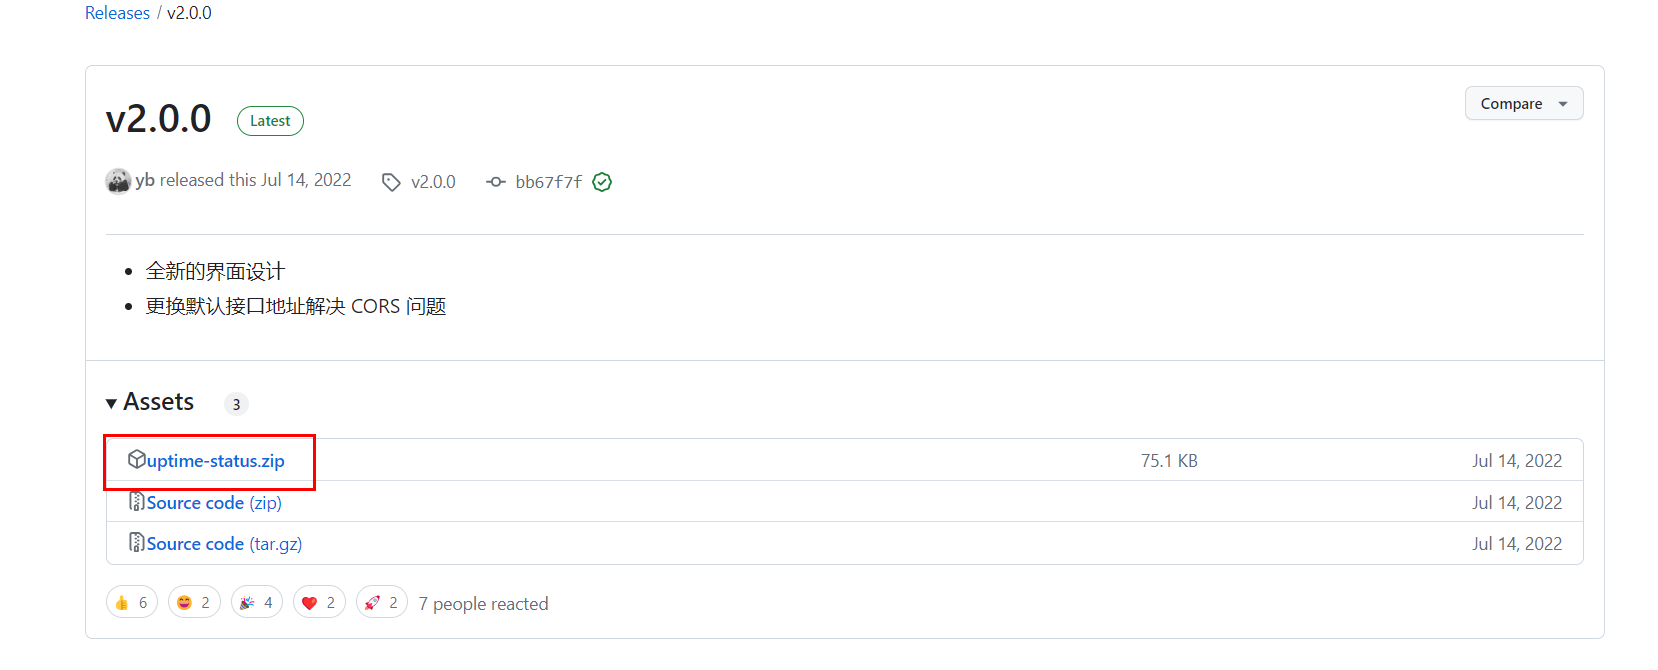 Releases / v2.0.0
v2.0.0 Latest Compare
yb released this Jul 14, 2022 v2.0.0 bb67f7f
全新的界面设计
更换默认接口地址解决 CORS 问题
Assets 3
uptime-status.zip 75.1 KB Jul 14, 2022
Source code (zip) Jul 14, 2022
Source code (tar.gz) Jul 14, 2022
👍 6 😄 2 🎉 4 ❤️ 2 🚀 2 7 people reacted